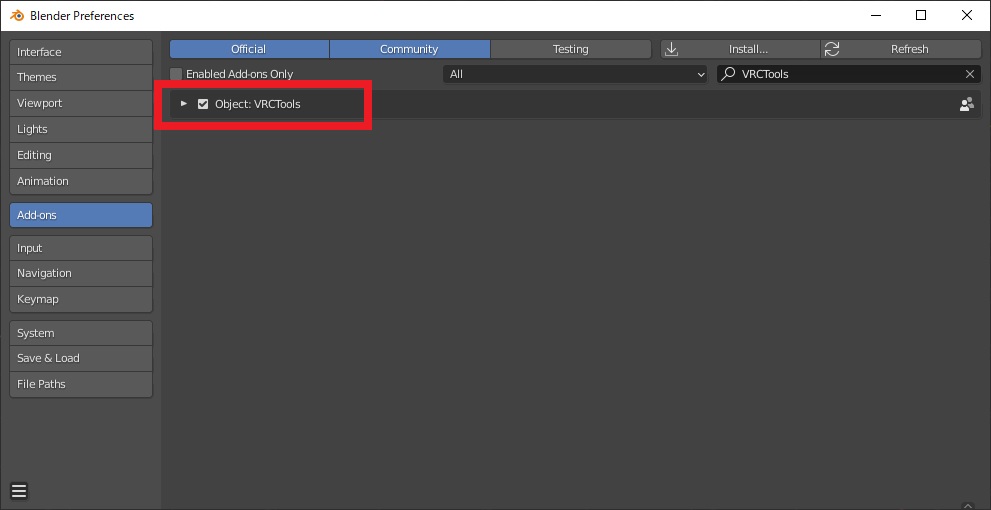 Blender Preferences
Interface
Themes
Viewport
Lights
Editing
Animation
Add-ons
Input
Navigation
Keymap
System
Save & Load
File Paths
Official Community Testing Install... Refresh
Enabled Add-ons Only All VRCTools
Object: VRCTools